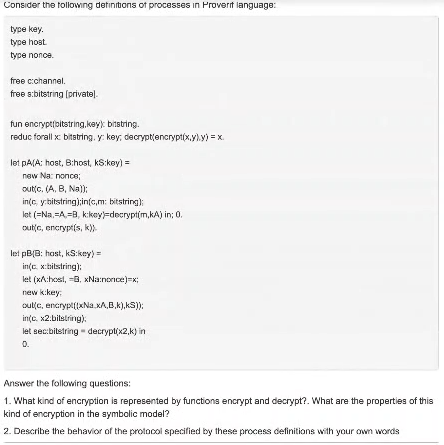 Consider the following definitions of processes in Proverif language:
type key.
type host.
type nonce.
free c:channel.
free s:bitstring [private].
fun encrypt(bitstring,key): bitstring.
reduc forall x: bitstring, y: key; decrypt(encrypt(x,y),y) = x.
let pA(A: host, B:host, kS:key) =
new Na: nonce;
out(c, (A, B, Na));
in(c, y:bitstring);in(c,m: bitstring);
let (=Na,=A,=B, k:key)=decrypt(m,kA) in; 0.
out(c, encrypt(s, k)).
let pB(B: host, kS:key) =
in(c, x:bitstring);
let (xA:host, =B, xNa:nonce)=x;
new k:key;
out(c, encrypt((xNa,xA,B,k),kS));
in(c, x2:bitstring);
let sec:bitstring = decrypt(x2,k) in
0.
Answer the following questions:
1. What kind of encryption is represented by functions encrypt and decrypt?. What are the properties of this
kind of encryption in the symbolic model?
2. Describe the behavior of the protocol specified by these process definitions with your own words